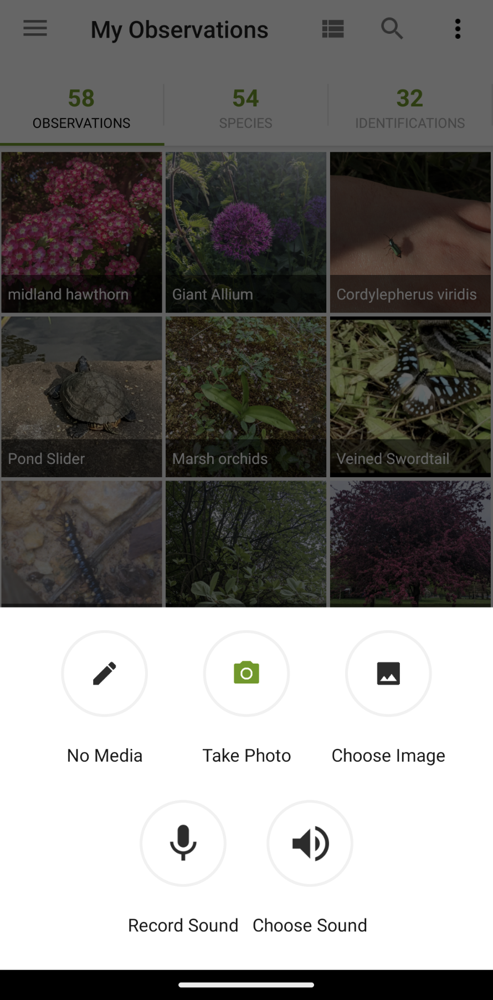 My Observations
58
OBSERVATIONS
54
SPECIES
32
IDENTIFICATIONS
midland hawthorn
Giant Allium
Cordylepherus viridis
Pond Slider
Marsh orchids
Veined Swordtail
No Media
Take Photo
Choose Image
Record Sound
Choose Sound